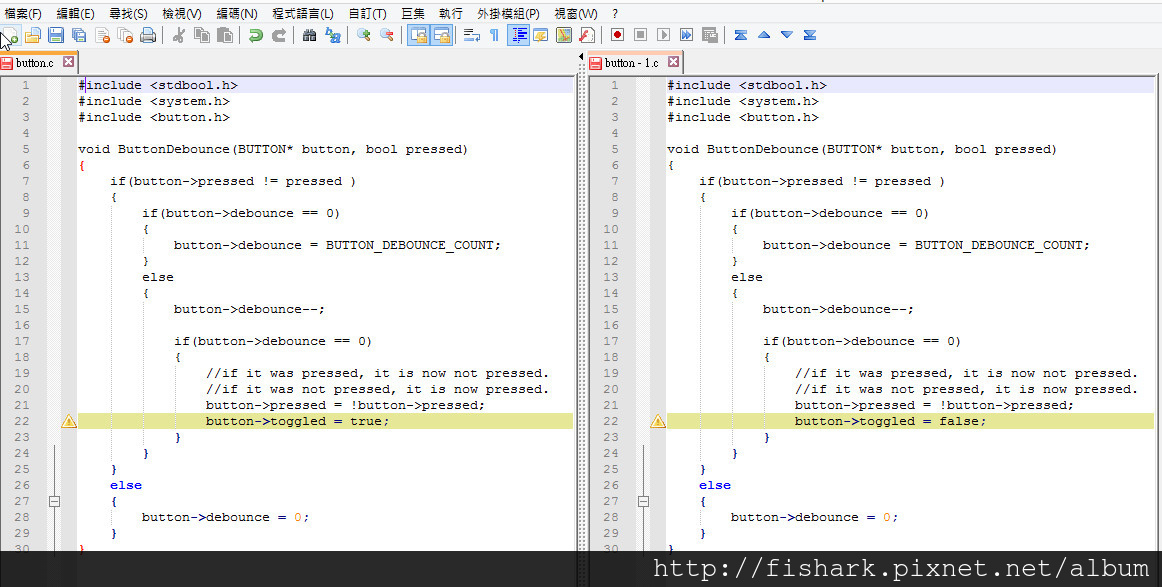 檔案(F) 編輯(E) 尋找(S) 檢視(V) 編碼(N) 程式語言(L) 自訂(T) 巨集 執行 外掛模組(P) 視窗(W) ?
button.c
1 #include <stdbool.h>
2 #include <system.h>
3 #include <button.h>
4
5 void ButtonDebounce(BUTTON* button, bool pressed)
6 {
7 if(button->pressed != pressed )
8 {
9 if(button->debounce == 0)
10 {
11 button->debounce = BUTTON_DEBOUNCE_COUNT;
12 }
13 else
14 {
15 button->debounce--;
16
17 if(button->debounce == 0)
18 {
19 //if it was pressed, it is now not pressed.
20 //if it was not pressed, it is now pressed.
21 button->pressed = !button->pressed;
22 button->toggled = true;
23 }
24 }
25 }
26 else
27 {
28 button->debounce = 0;
29 }
30 }
button - 1.c
1 #include <stdbool.h>
2 #include <system.h>
3 #include <button.h>
4
5 void ButtonDebounce(BUTTON* button, bool pressed)
6 {
7 if(button->pressed != pressed )
8 {
9 if(button->debounce == 0)
10 {
11 button->debounce = BUTTON_DEBOUNCE_COUNT;
12 }
13 else
14 {
15 button->debounce--;
16
17 if(button->debounce == 0)
18 {
19 //if it was pressed, it is now not pressed.
20 //if it was not pressed, it is now pressed.
21 button->pressed = !button->pressed;
22 button->toggled = false;
23 }
24 }
25 }
26 else
27 {
28 button->debounce = 0;
29 }
30 }
http://fishark.pixnet.net/album